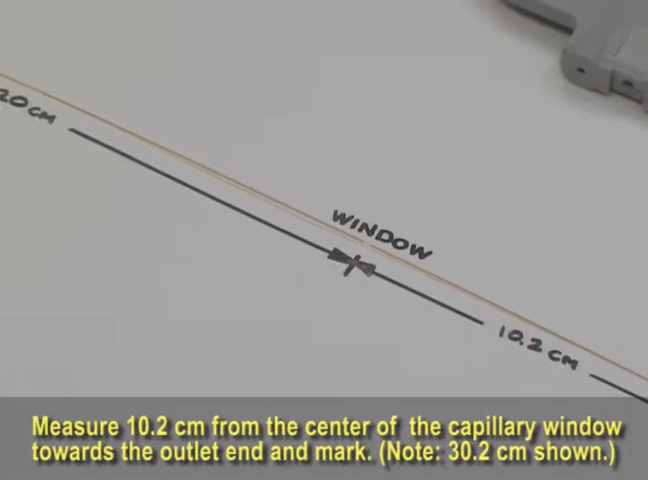 20 CM
WINDOW
10.2 CM
Measure 10.2 cm from the center of the capillary window
towards the outlet end and mark. (Note: 30.2 cm shown.)